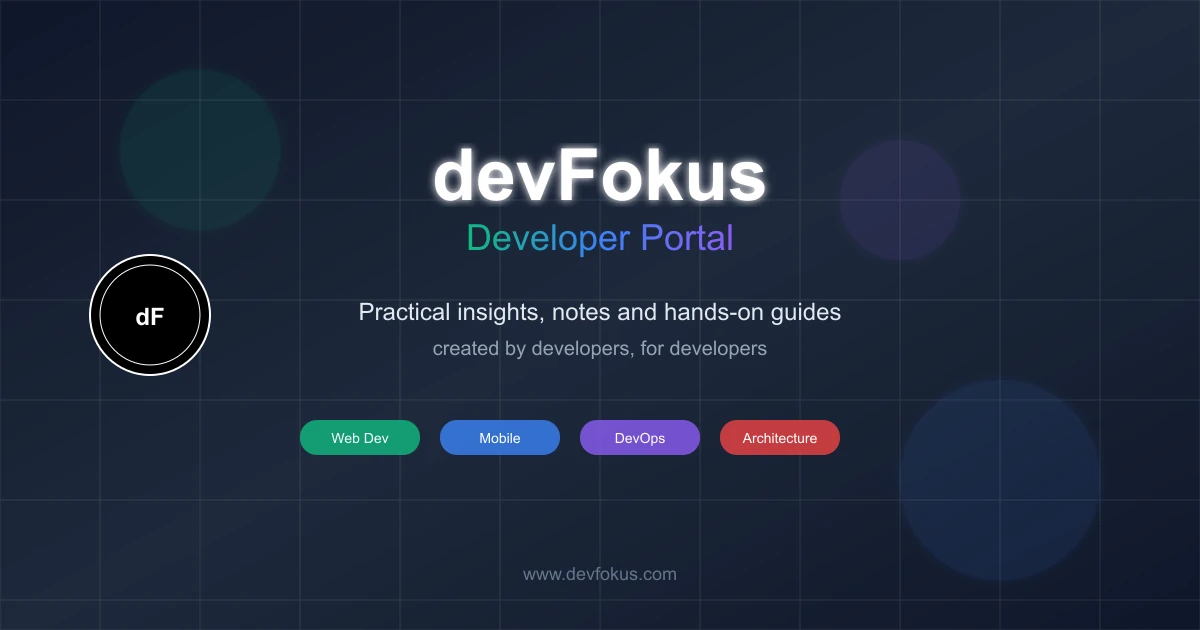 devFokus
Developer Portal
dF
Practical insights, notes and hands-on guides
created by developers, for developers
Web Dev
Mobile
DevOps
Architecture
www.devfokus.com